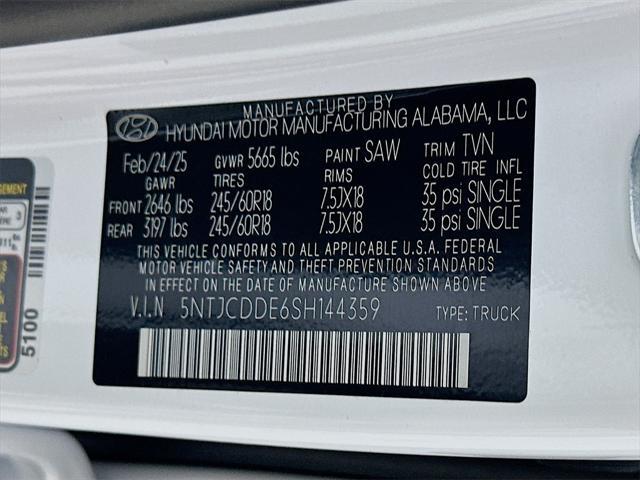 MANUFACTURED BY
HYUNDAI MOTOR MANUFACTURING ALABAMA, LLC
Feb/24/25 GVWR 5665 lbs PAINT SAW TRIM TVN
GAWR TIRES RIMS COLD TIRE INFL
FRONT 2646 lbs 245/60R18 7.5JX18 35 psi SINGLE
REAR 3197 lbs 245/60R18 7.5JX18 35 psi SINGLE
THIS VEHICLE CONFORMS TO ALL APPLICABLE U.S.A. FEDERAL
MOTOR VEHICLE SAFETY AND THEFT PREVENTION STANDARDS
IN EFFECT ON THE DATE OF MANUFACTURE SHOWN ABOVE.
V.I.N 5NTJCDDE6SH144359 TYPE: TRUCK
5100